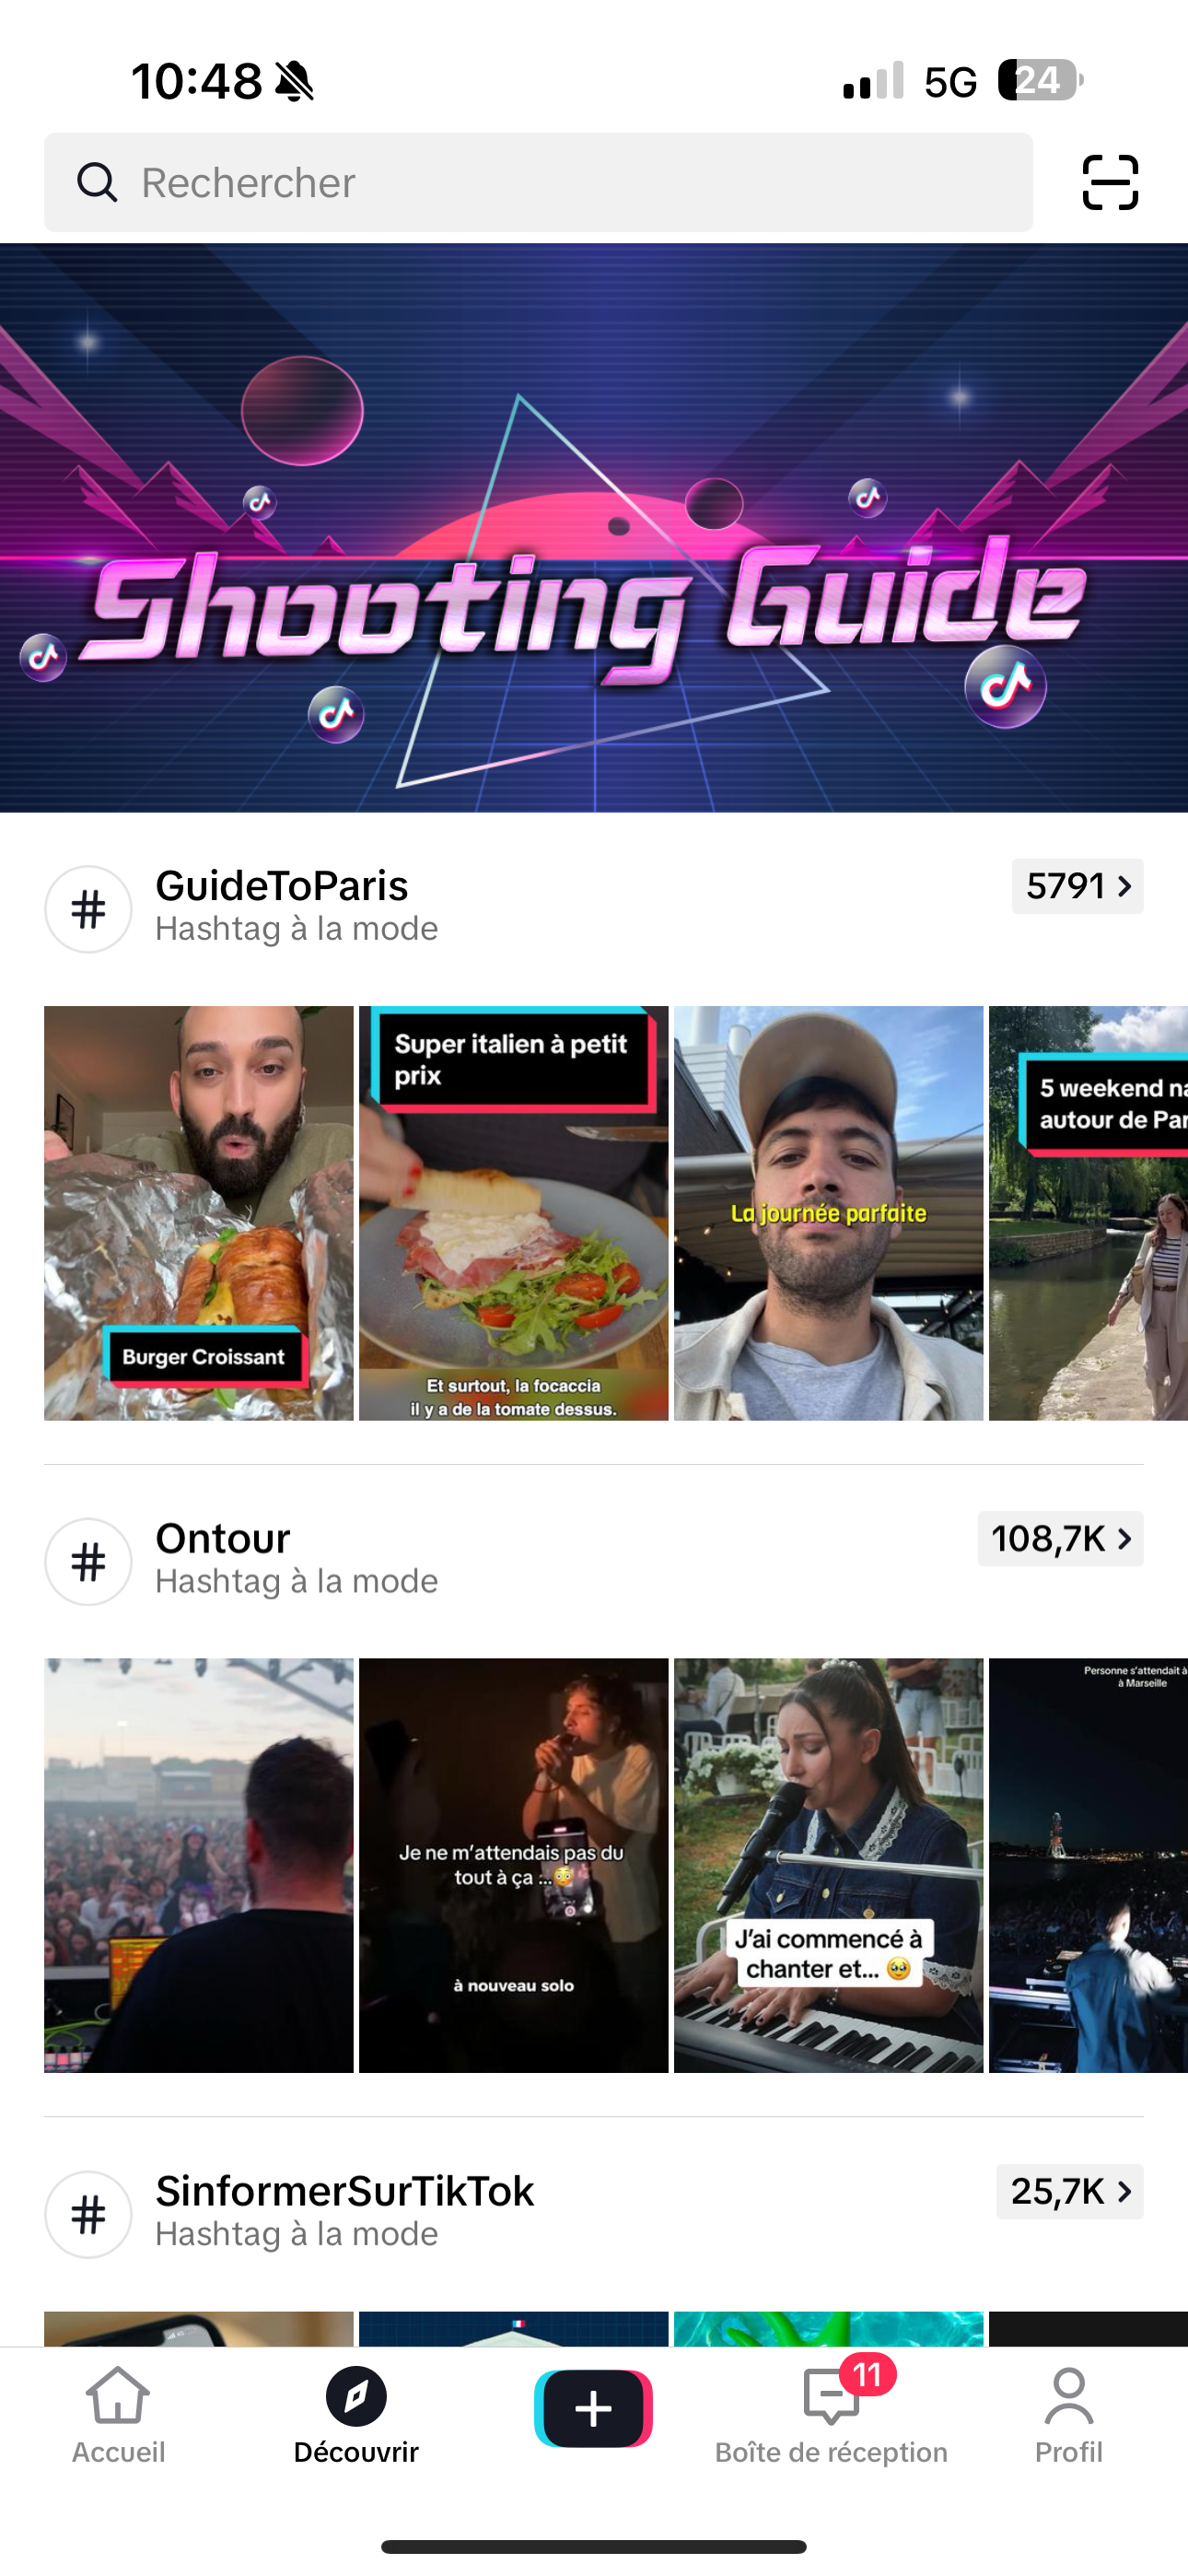 10:48
5G
24
Rechercher
Shooting Guide
#
GuideToParis
5791
Hashtag à la mode
Burger Croissant
Super italien à petit
prix
Et surtout, la focaccia
il y a de la tomate dessus.
La journée parfaite
5 weekend na
autour de Par
#
Ontour
108,7K
Hashtag à la mode
Je ne m'attendais pas du
tout à ça ...😳
à nouveau solo
J'ai commencé à
chanter et... 🥹
Personne s'attendait à
à Marseille
#
SinformerSurTikTok
25,7K
Hashtag à la mode
11
Accueil
Découvrir
Boîte de réception
Profil